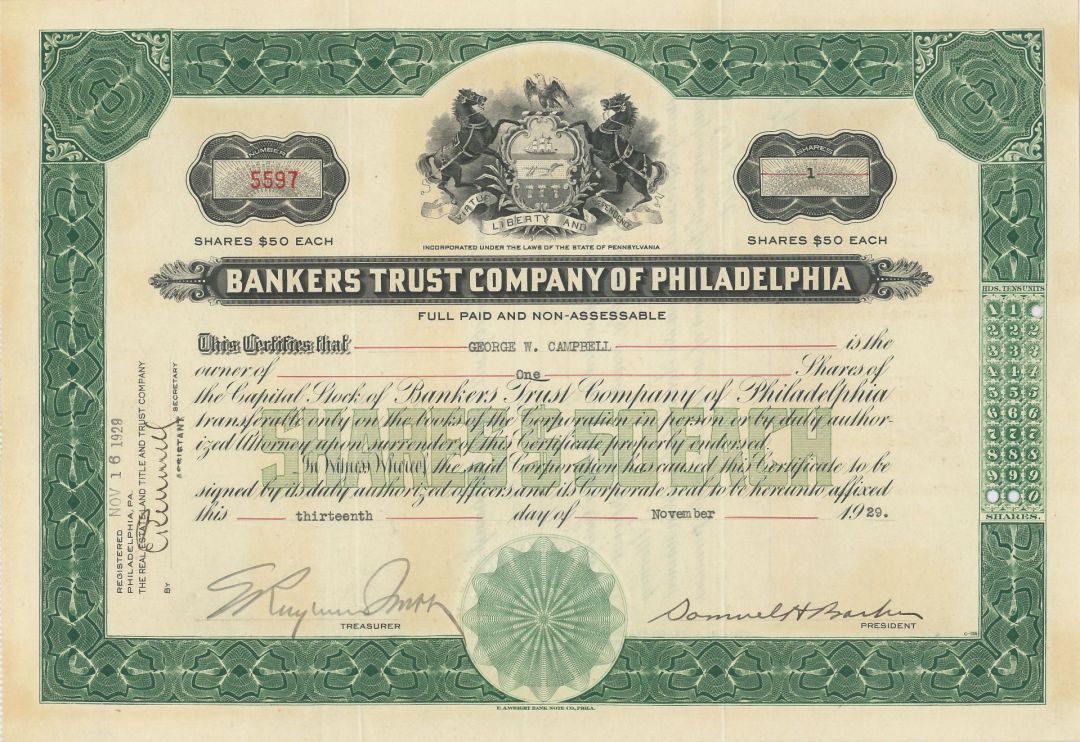 NUMBER
5597
SHARES $50 EACH
VIRTUE LIBERTY AND INDEPENDENCE
INCORPORATED UNDER THE LAWS OF THE STATE OF PENNSYLVANIA
SHARES
1
SHARES $50 EACH
BANKERS TRUST COMPANY OF PHILADELPHIA
FULL PAID AND NON-ASSESSABLE
This Certifies that GEORGE W. CAMPBELL is the
owner of One Shares of
the Capital Stock of Bankers Trust Company of Philadelphia
transferable only on the books of the Corporation in person or by duly author-
ized Attorney upon surrender of this Certificate properly endorsed.
In Witness Whereof, the said Corporation has caused this Certificate to be
signed by its duly authorized officers and its Corporate seal to be hereunto affixed
this thirteenth day of November 1929.
SHARES $50 EACH
TREASURER
Samuel H Barker
PRESIDENT
REGISTERED NOV 16 1929
PHILADELPHIA, PA.
THE REAL ESTATE LAND TITLE AND TRUST COMPANY
BY
ASSISTANT SECRETARY
HDS. TENS UNITS
1 1
2 2 2
3 3 3
4 4 4
5 5 5
6 6 6
7 7 7
8 8 8
9 9 9
0
SHARES.
E.A. WRIGHT BANK NOTE CO., PHILA.